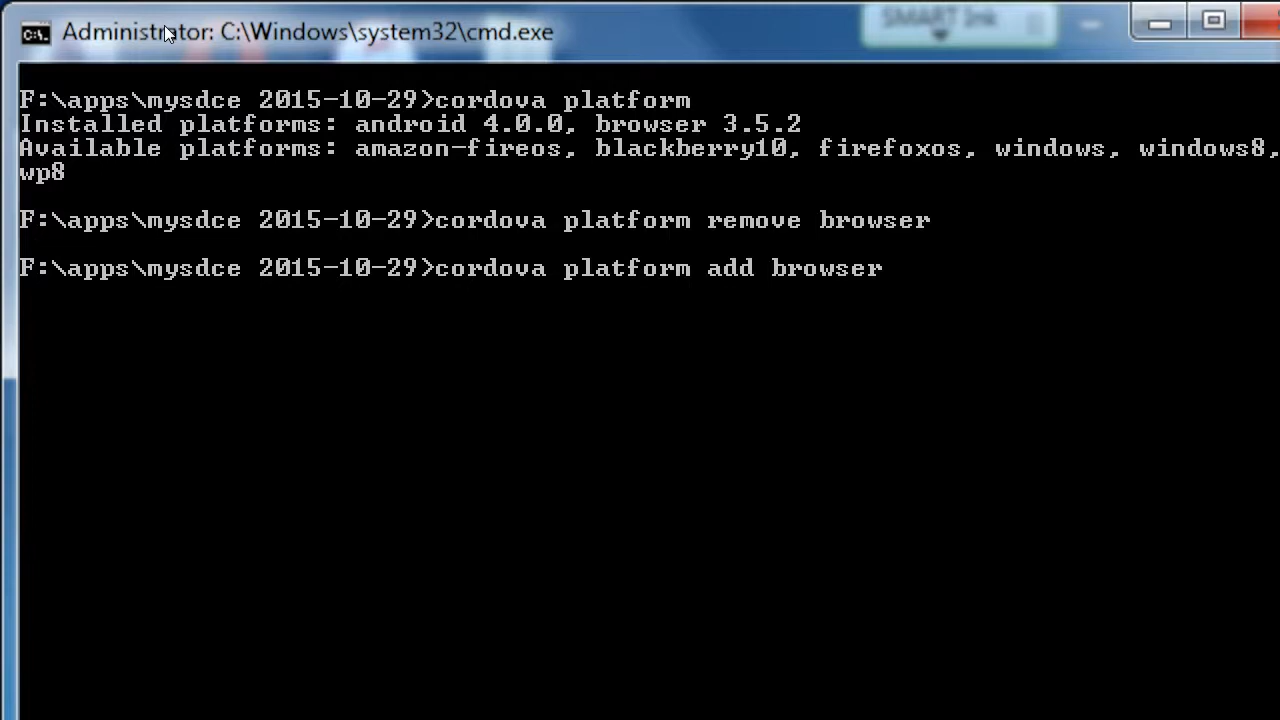 Administrator: C:\Windows\system32\cmd.exe
SMART Ink
F:\apps\mysdce 2015-10-29>cordova platform
Installed platforms: android 4.0.0, browser 3.5.2
Available platforms: amazon-fireos, blackberry10, firefoxos, windows, windows8,
wp8
F:\apps\mysdce 2015-10-29>cordova platform remove browser
F:\apps\mysdce 2015-10-29>cordova platform add browser